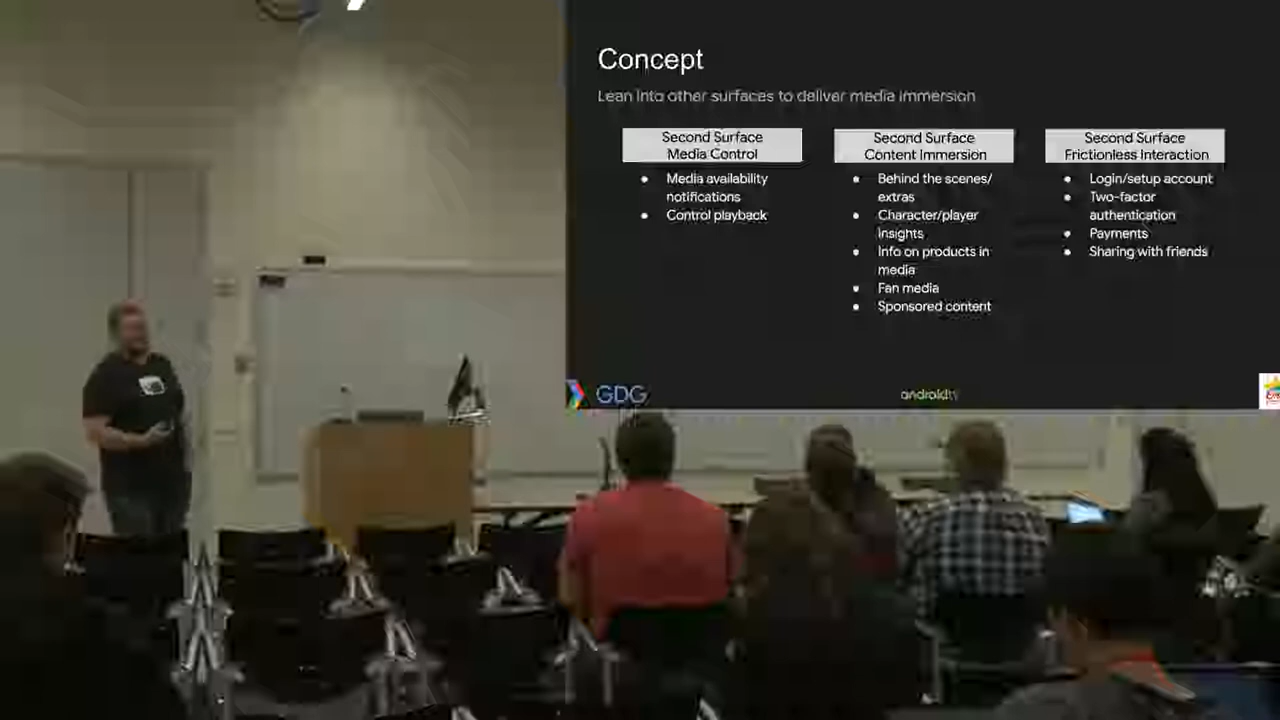 Concept
Lean into other surfaces to deliver media immersion
Second Surface
Media Control
Media availability
notifications
Control playback
Second Surface
Content Immersion
Behind the scenes/
extras
Character/player
Insights
Info on products in
media
Fan media
Sponsored content
Second Surface
Frictionless Interaction
Login/setup account
Two-factor
authentication
Payments
Sharing with friends
GDG
androidtv